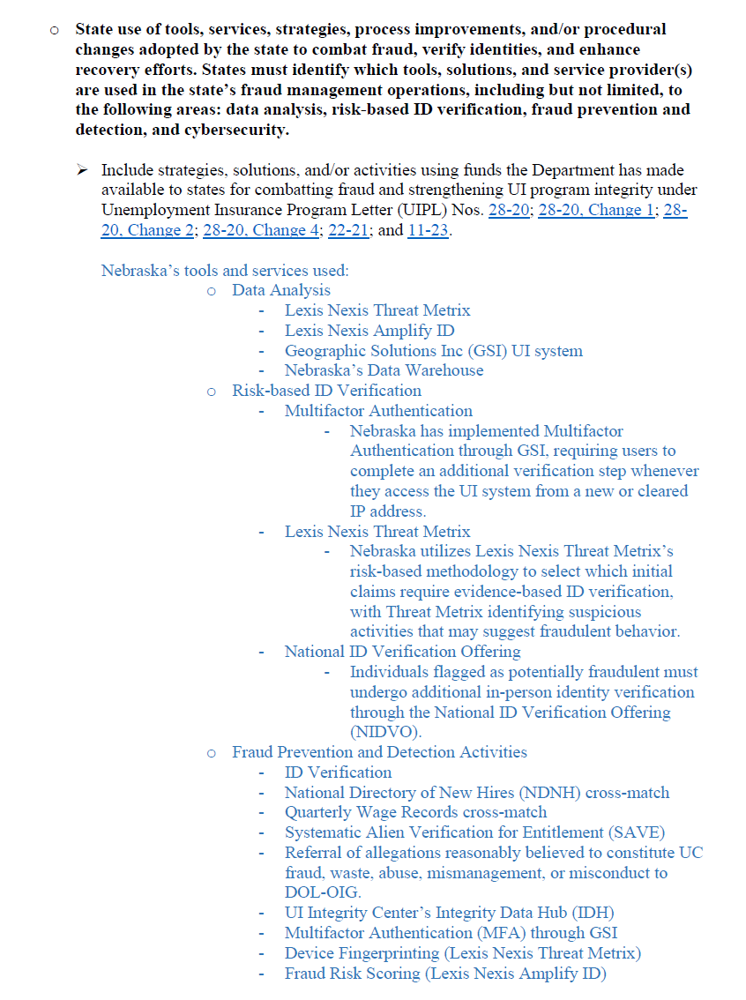 o State use of tools, services, strategies, process improvements, and/or procedural
changes adopted by the state to combat fraud, verify identities, and enhance
recovery efforts. States must identify which tools, solutions, and service provider(s)
are used in the state’s fraud management operations, including but not limited, to
the following areas: data analysis, risk-based ID verification, fraud prevention and
detection, and cybersecurity.
➢ Include strategies, solutions, and/or activities using funds the Department has made
available to states for combatting fraud and strengthening UI program integrity under
Unemployment Insurance Program Letter (UIPL) Nos. 28-20; 28-20, Change 1; 28-
20, Change 2; 28-20, Change 4; 22-21; and 11-23.
Nebraska’s tools and services used:
o Data Analysis
- Lexis Nexis Threat Metrix
- Lexis Nexis Amplify ID
- Geographic Solutions Inc (GSI) UI system
- Nebraska’s Data Warehouse
o Risk-based ID Verification
- Multifactor Authentication
- Nebraska has implemented Multifactor
Authentication through GSI, requiring users to
complete an additional verification step whenever
they access the UI system from a new or cleared
IP address.
- Lexis Nexis Threat Metrix
- Nebraska utilizes Lexis Nexis Threat Metrix’s
risk-based methodology to select which initial
claims require evidence-based ID verification,
with Threat Metrix identifying suspicious
activities that may suggest fraudulent behavior.
- National ID Verification Offering
- Individuals flagged as potentially fraudulent must
undergo additional in-person identity verification
through the National ID Verification Offering
(NIDVO).
o Fraud Prevention and Detection Activities
- ID Verification
- National Directory of New Hires (NDNH) cross-match
- Quarterly Wage Records cross-match
- Systematic Alien Verification for Entitlement (SAVE)
- Referral of allegations reasonably believed to constitute UC
fraud, waste, abuse, mismanagement, or misconduct to
DOL-OIG.
- UI Integrity Center’s Integrity Data Hub (IDH)
- Multifactor Authentication (MFA) through GSI
- Device Fingerprinting (Lexis Nexis Threat Metrix)
- Fraud Risk Scoring (Lexis Nexis Amplify ID)